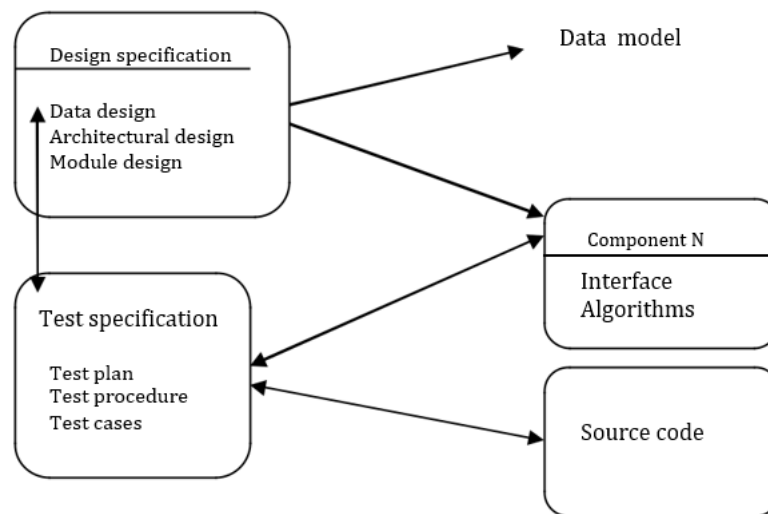 Design specification
Data design
Architectural design
Module design
Data model
Component N
Interface
Algorithms
Test specification
Test plan
Test procedure
Test cases
Source code